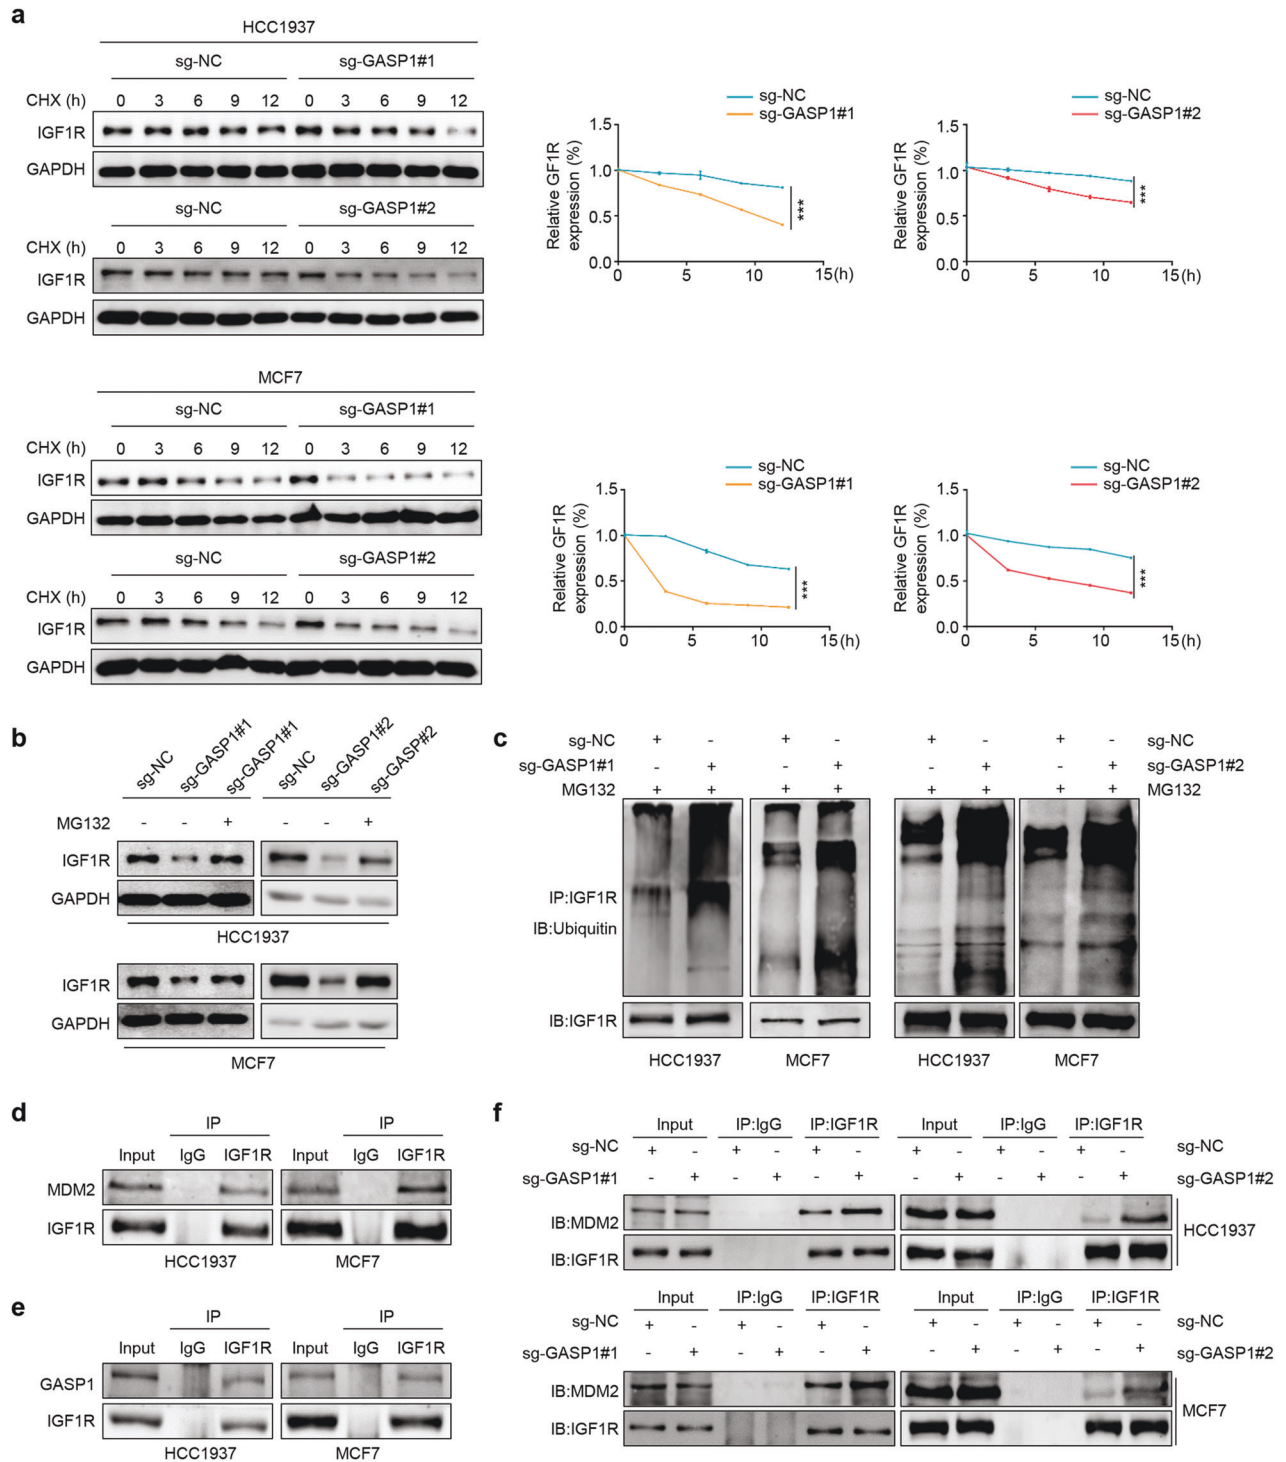 a
HCC1937
sg-NC sg-GASP1#1
CHX (h) 0 3 6 9 12 0 3 6 9 12
IGF1R
GAPDH
sg-NC sg-GASP1#2
CHX (h) 0 3 6 9 12 0 3 6 9 12
IGF1R
GAPDH
sg-NC
sg-GASP1#1
Relative GF1R expression (%)
1.5
1.0
0.5
0.0
0 5 10 15 (h)
***
sg-NC
sg-GASP1#2
Relative GF1R expression (%)
1.5
1.0
0.5
0.0
0 5 10 15 (h)
***
MCF7
sg-NC sg-GASP1#1
CHX (h) 0 3 6 9 12 0 3 6 9 12
IGF1R
GAPDH
sg-NC sg-GASP1#2
CHX (h) 0 3 6 9 12 0 3 6 9 12
IGF1R
GAPDH
sg-NC
sg-GASP1#1
Relative GF1R expression (%)
1.5
1.0
0.5
0.0
0 5 10 15 (h)
***
sg-NC
sg-GASP1#2
Relative GF1R expression (%)
1.5
1.0
0.5
0.0
0 5 10 15 (h)
***
b
sg-NC sg-GASP1#1 sg-GASP1#1 sg-NC sg-GASP1#2 sg-GASP#2
MG132 - - + - - +
IGF1R
GAPDH
HCC1937
IGF1R
GAPDH
MCF7
c
sg-NC + - + - + - + - sg-NC
sg-GASP1#1 - + - + - + - + sg-GASP1#2
MG132 + + + + + + + + MG132
IP:IGF1R
IB:Ubiquitin
IB:IGF1R
HCC1937 MCF7 HCC1937 MCF7
d
IP IP
Input IgG IGF1R Input IgG IGF1R
MDM2
IGF1R
HCC1937 MCF7
e
IP IP
Input IgG IGF1R Input IgG IGF1R
GASP1
IGF1R
HCC1937 MCF7
f
Input IP:IgG IP:IGF1R Input IP:IgG IP:IGF1R
sg-NC + - + - + - + - + - + - sg-NC
sg-GASP1#1 - + - + - + - + - + - + sg-GASP1#2
IB:MDM2
IB:IGF1R
HCC1937
Input IP:IgG IP:IGF1R Input IP:IgG IP:IGF1R
sg-NC + - + - + - + - + - + - sg-NC
sg-GASP1#1 - + - + - + - + - + - + sg-GASP1#2
IB:MDM2
IB:IGF1R
MCF7